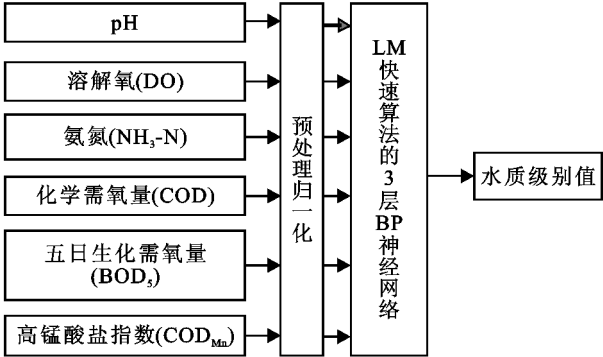 pH
溶解氧(DO)
氨氮(NH₃-N)
化学需氧量(COD)
五日生化需氧量
(BOD₅)
高锰酸盐指数(COD_Mn)
预处理归一化
LM
快速算法的
3
层
BP
神经网络
水质级别值